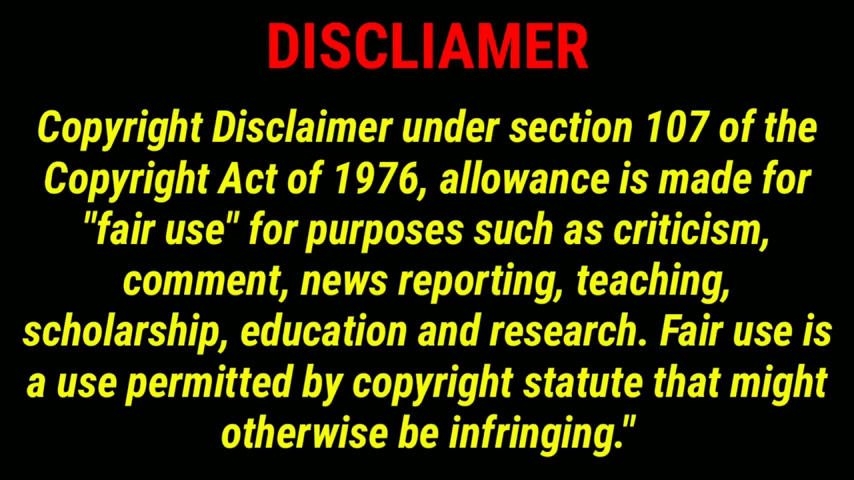 DISCLIAMER
Copyright Disclaimer under section 107 of the
Copyright Act of 1976, allowance is made for
"fair use" for purposes such as criticism,
comment, news reporting, teaching,
scholarship, education and research. Fair use is
a use permitted by copyright statute that might
otherwise be infringing."